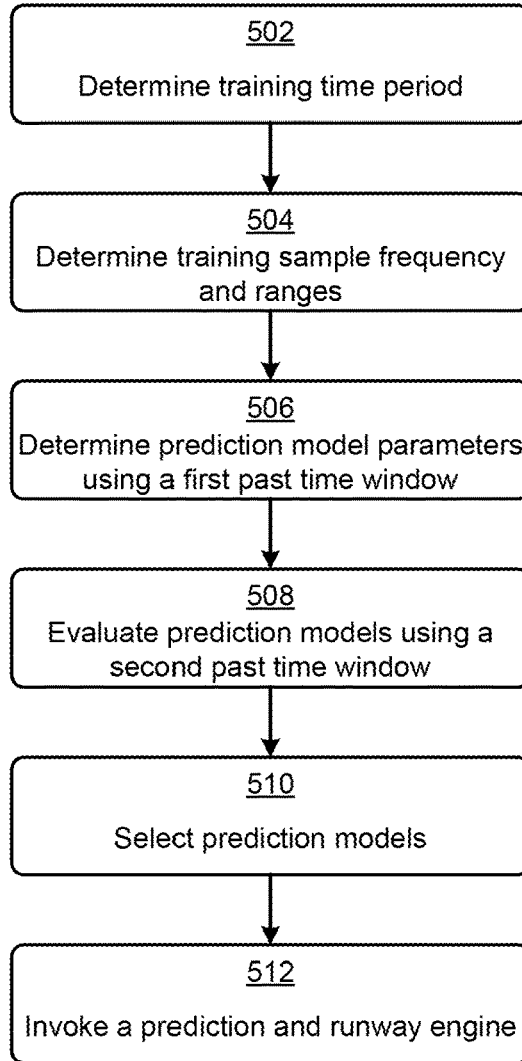 502
Determine training time period
504
Determine training sample frequency
and ranges
506
Determine prediction model parameters
using a first past time window
508
Evaluate prediction models using a
second past time window
510
Select prediction models
512
Invoke a prediction and runway engine